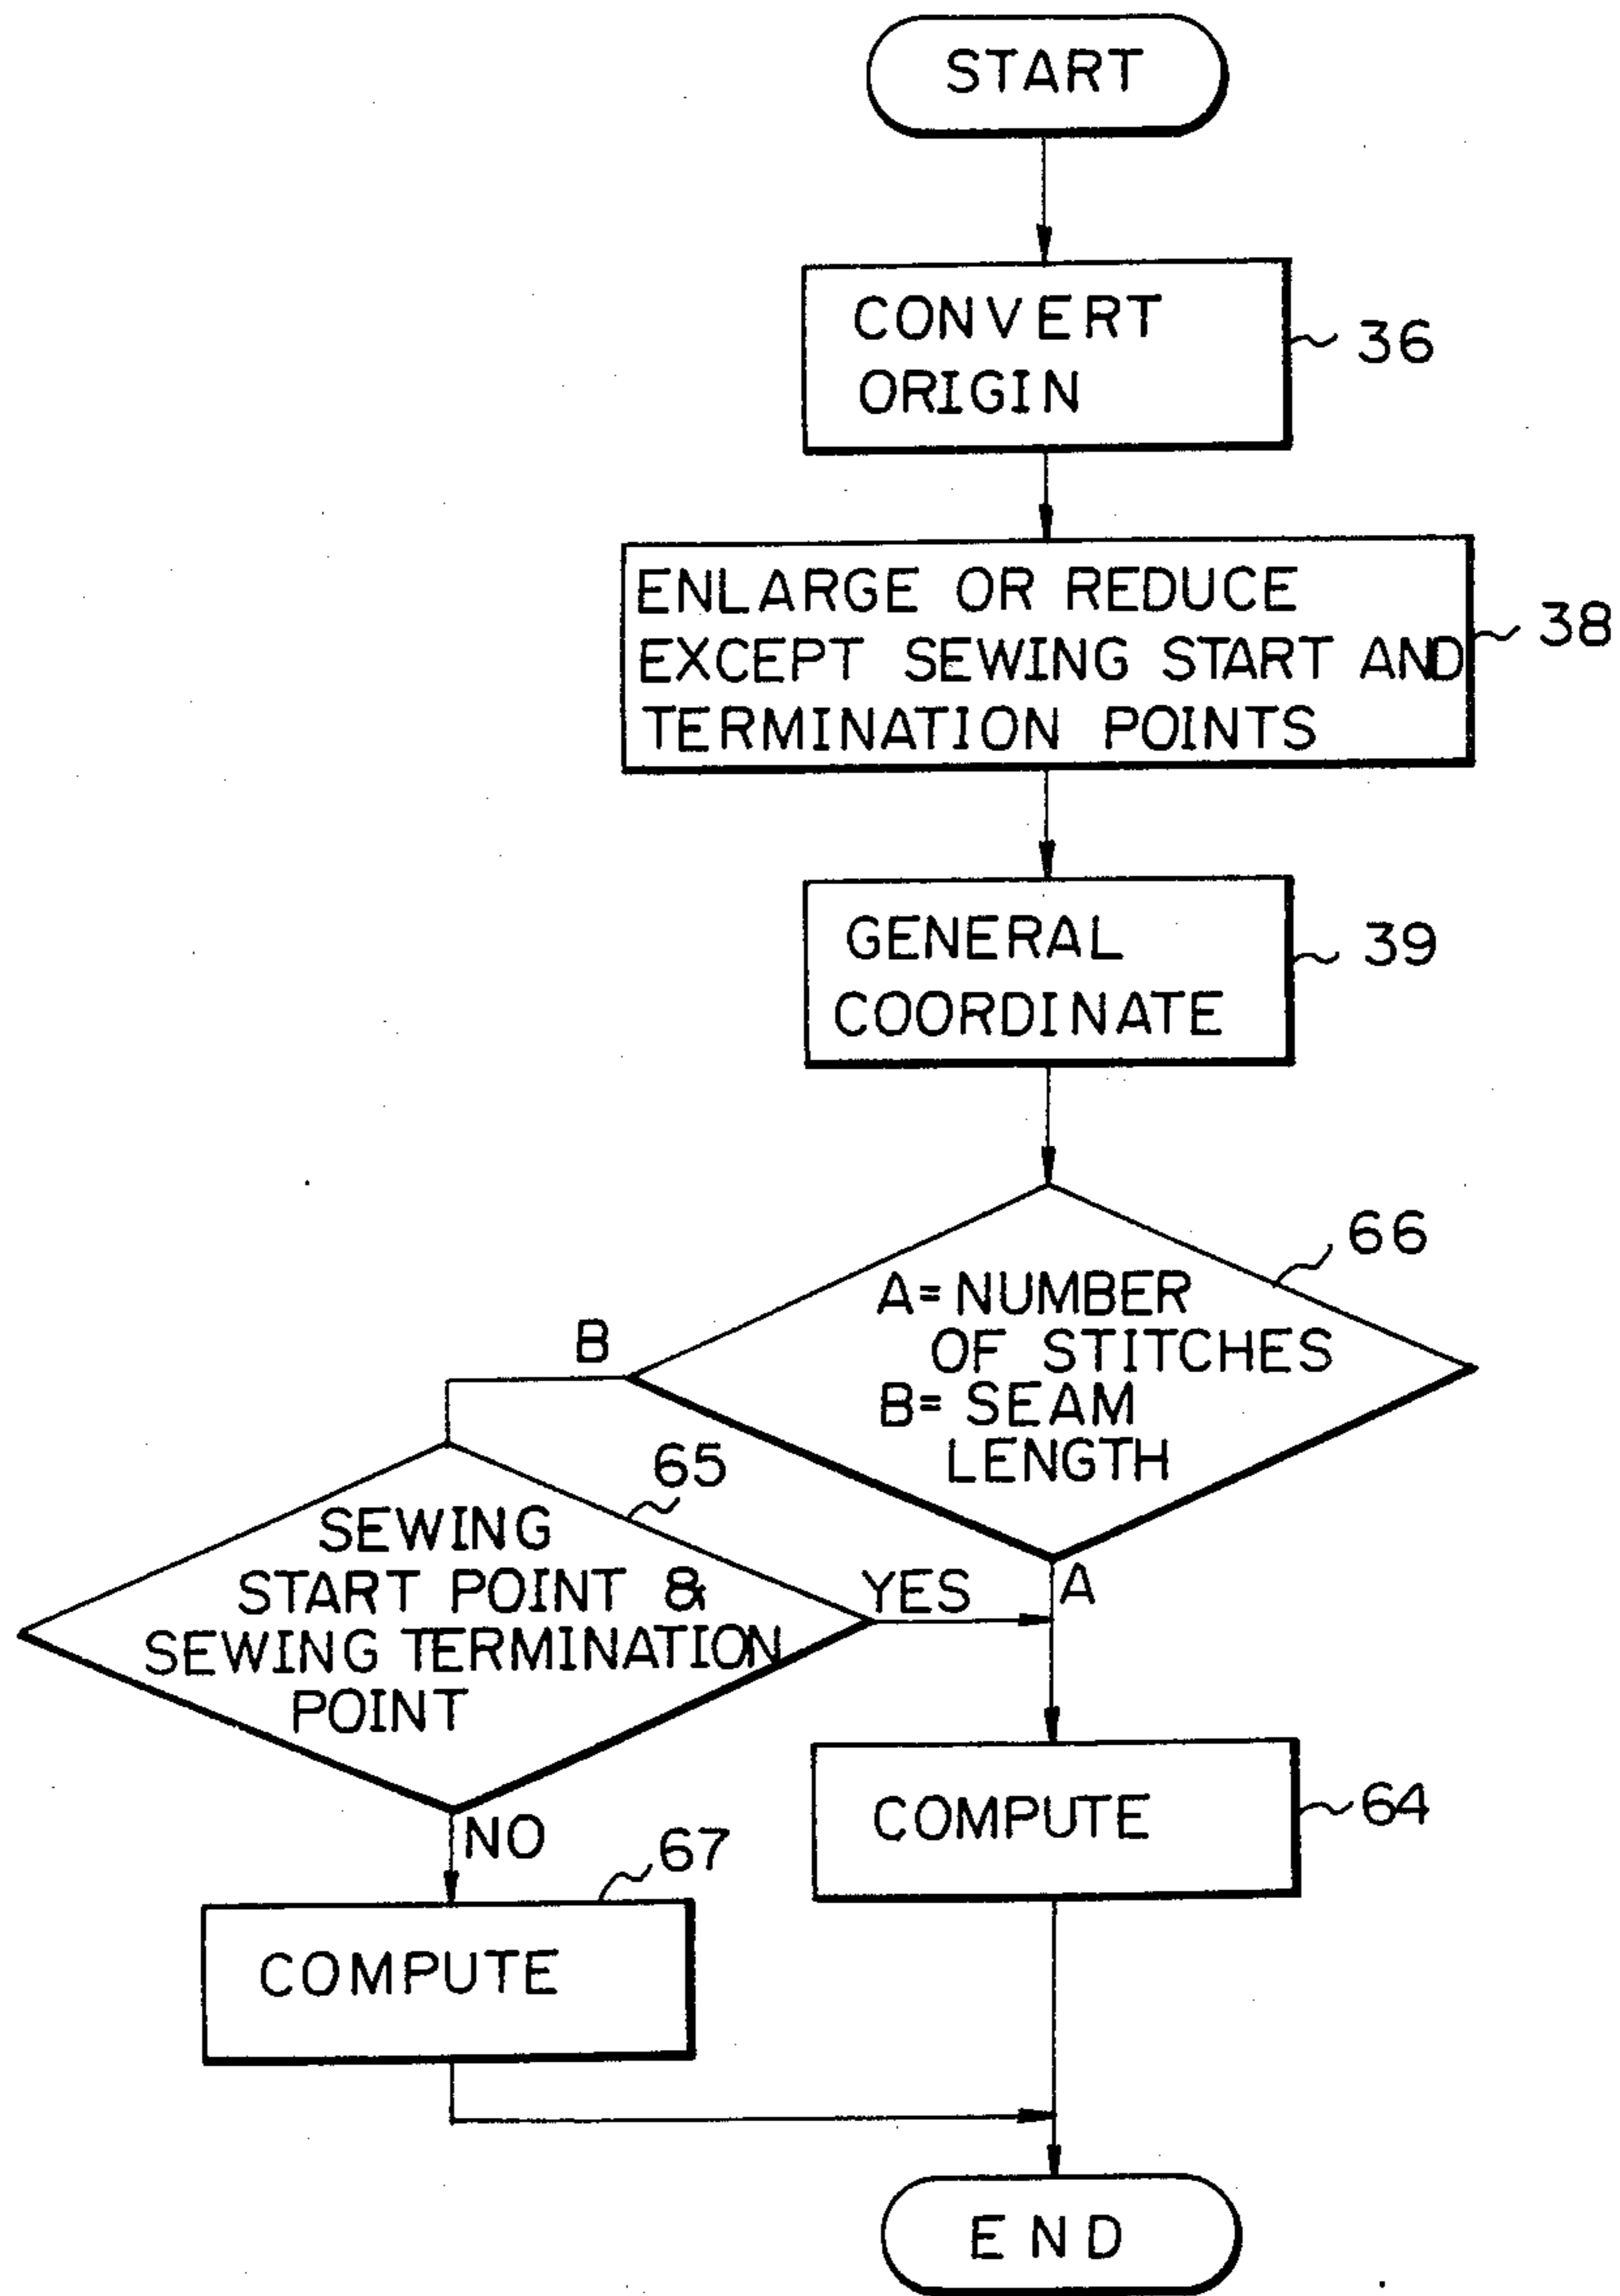 START
CONVERT
ORIGIN
36
ENLARGE OR REDUCE
EXCEPT SEWING START AND
TERMINATION POINTS
38
GENERAL
COORDINATE
39
66
A= NUMBER
OF STITCHES
B= SEAM
LENGTH
B
A
65
SEWING
START POINT &
SEWING TERMINATION
POINT
YES
NO
COMPUTE
64
67
COMPUTE
END